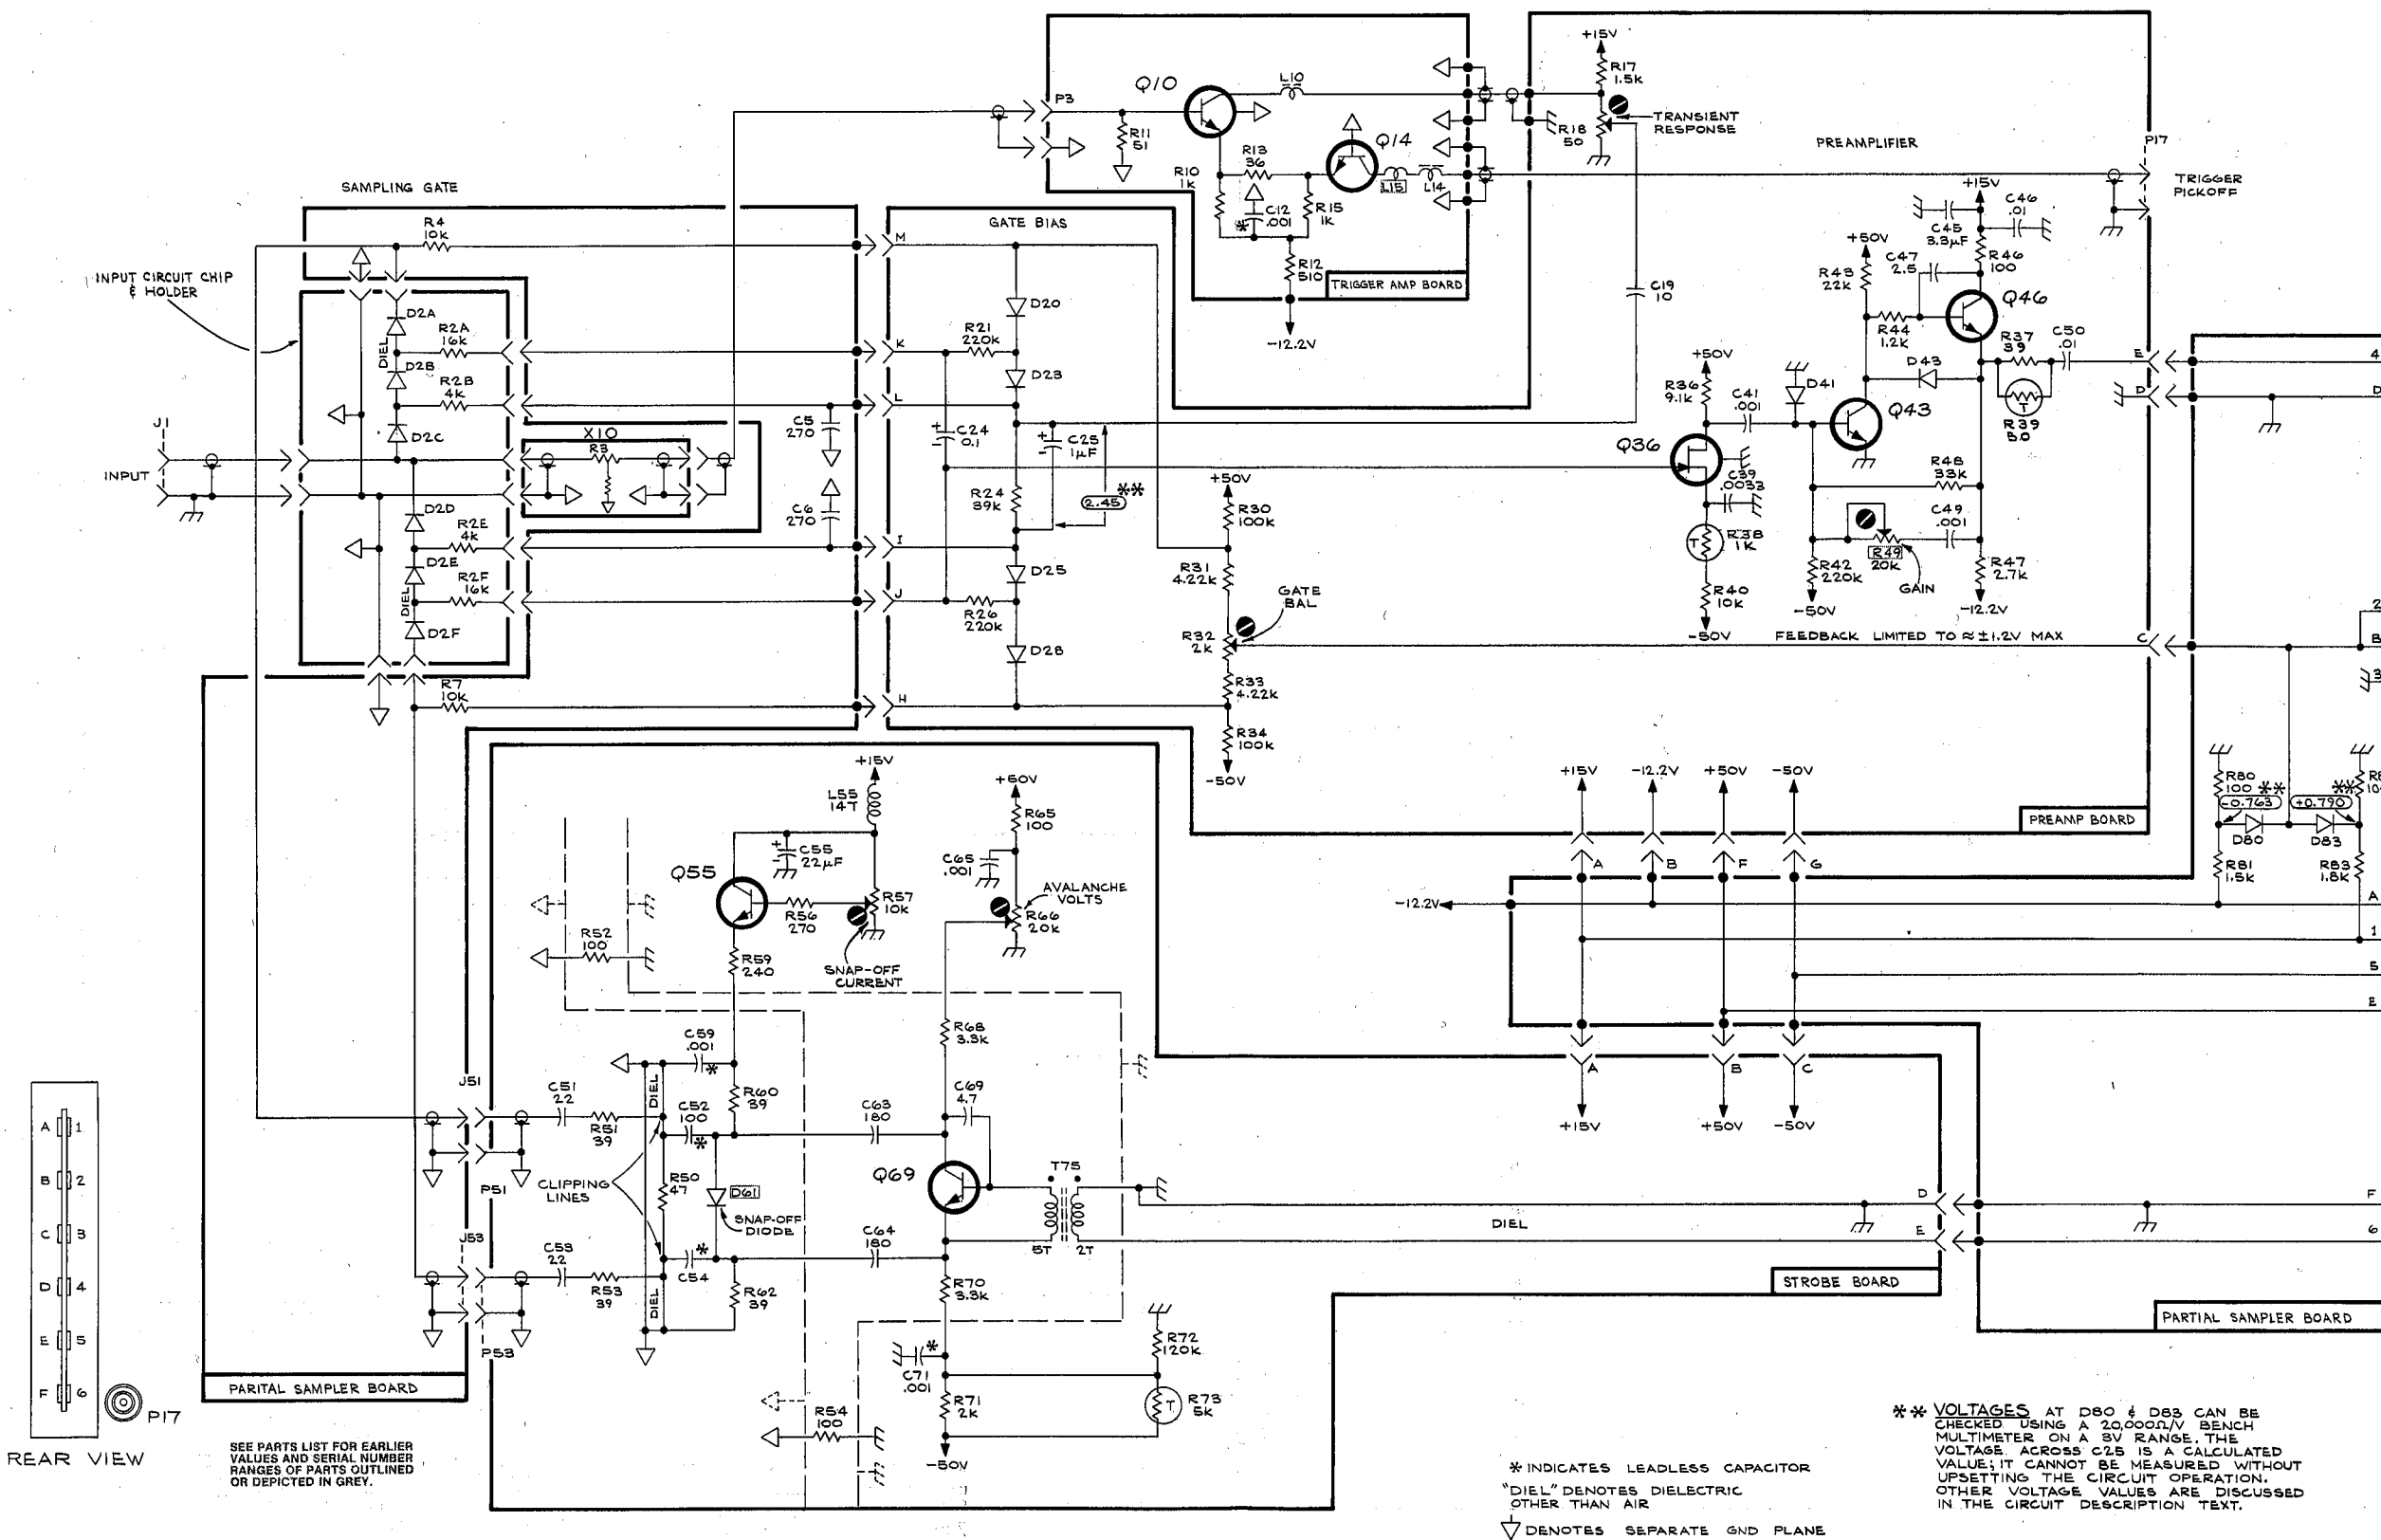 +15V
R17
1.5K
Q10
L10
P3
TRANSIENT
RESPONSE
R18
50
R11
51
Q14
PREAMPLIFIER
P17
R13
36
R10
1K
L15
L14
TRIGGER
PICKOFF
SAMPLING GATE
C12
.001
*
R15
1K
+15V
C46
.01
C45
3.3µF
R4
10K
GATE BIAS
M
+50V
R46
100
R12
510
TRIGGER AMP BOARD
C47
2.5
R43
22K
INPUT CIRCUIT CHIP
& HOLDER
C19
10
Q46
D2A
D20
R2A
16K
R21
220K
R44
1.2K
R37
39
C50
.01
DIEL
-12.2V
K
+50V
E
4
D2B
D23
D43
R2B
4K
R36
9.1K
D41
D
D
L
C41
.001
Q43
T
R39
50
J1
D2C
X10
C5
270
C24
0.1
+
-
C25
1µF
+
-
Q36
R3
INPUT
R48
33K
C39
.0033
+50V
**
2.45
R24
39K
R30
100K
C6
270
D2D
R2E
4K
C49
.001
T
R38
1K
R49
20K
I
D2E
R31
4.22K
D25
R42
220K
R47
2.7K
GAIN
R2F
16K
R40
10K
GATE
BAL
J
DIEL
R26
220K
-50V
-12.2V
2
D2F
R32
2K
-50V
FEEDBACK LIMITED TO ≈ ±1.2V MAX
C
B
D28
3
R7
10K
R33
4.22K
H
R34
100K
-50V
+15V
+50V
+15V
-12.2V
+50V
-50V
L55
14T
R65
100
R80
100
**
-0.763
**
+0.790
PREAMP BOARD
D80
D83
C55
22µF
+
-
C65
.001
Q55
A
B
F
G
R81
1.5K
R83
1.8K
AVALANCHE
VOLTS
R57
10K
-12.2V
A
R56
270
R66
20K
R52
100
1
R59
240
SNAP-OFF
CURRENT
5
E
R68
3.3K
C59
.001
*
A
B
C
J51
DIEL
R60
39
C69
4.7
C51
22
C52
100
*
C63
180
A
1
R51
39
+15V
+50V
-50V
B
2
Q69
T75
CLIPPING
LINES
R50
47
D61
P51
D
F
C
3
SNAP-OFF
DIODE
DIEL
J53
C64
180
E
6
C53
22
*
C54
5T
2T
D
4
R53
39
R62
39
R70
3.3K
STROBE BOARD
DIEL
PARTIAL SAMPLER BOARD
E
5
P53
R72
120K
*
C71
.001
F
6
PARITAL SAMPLER BOARD
R71
2K
T
R73
5K
P17
R54
100
REAR VIEW
-50V
SEE PARTS LIST FOR EARLIER
VALUES AND SERIAL NUMBER
RANGES OF PARTS OUTLINED
OR DEPICTED IN GREY.
** VOLTAGES AT D80 & D83 CAN BE
CHECKED USING A 20,000Ω/V BENCH
MULTIMETER ON A 3V RANGE. THE
VOLTAGE ACROSS C25 IS A CALCULATED
VALUE; IT CANNOT BE MEASURED WITHOUT
UPSETTING THE CIRCUIT OPERATION.
OTHER VOLTAGE VALUES ARE DISCUSSED
IN THE CIRCUIT DESCRIPTION TEXT.
* INDICATES LEADLESS CAPACITOR
"DIEL" DENOTES DIELECTRIC
OTHER THAN AIR
DENOTES SEPARATE GND PLANE